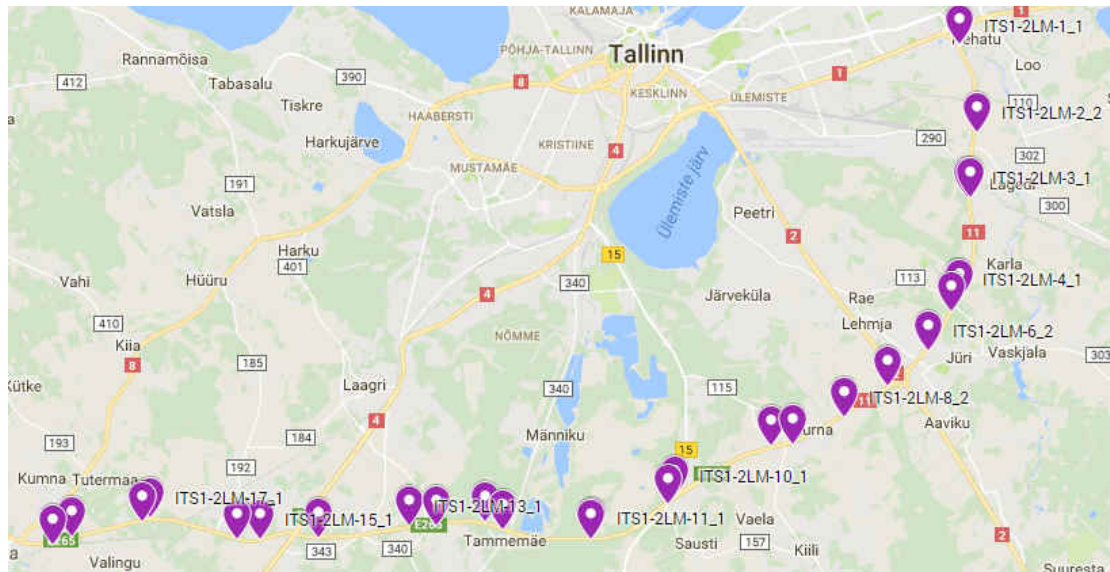 KALAMAJA
1
ITS1-2LM-1_1
Nehatu
Rannamõisa
PÕHJA-TALLINN
Tallinn
Loo
412
Tabasalu
390
8
1
Tiskre
KESKLINN
ÜLEMISTE
110
HAABERSTI
ITS1-2LM-2_2
Harkujärve
KRISTIINE
4
290
MUSTAMÄE
302
191
ITS1-2LM-3_1
Lagedi
Vatsla
Ülemiste järv
Peetri
300
2
11
Harku
15
401
Karla
Vahi
Hüüru
340
113
ITS1-2LM-4_1
4
Järveküla
Rae
410
Lehmja
ITS1-2LM-6_2
NÕMME
Kiia
Jüri
Vaskjala
303
8
185
2
Kütke
Laagri
340
115
ITS1-2LM-8_2
11
4
Aaviku
193
184
Männiku
15
Kumna
Tutermaa
192
ITS1-2LM-10_1
ITS1-2LM-17_1
ITS1-2LM-13_1
ITS1-2LM-15_1
ITS1-2LM-11_1
E265
E265
Vaela
2
Valingu
343
340
Tammemäe
Sausti
157
Kiili
Suuresta